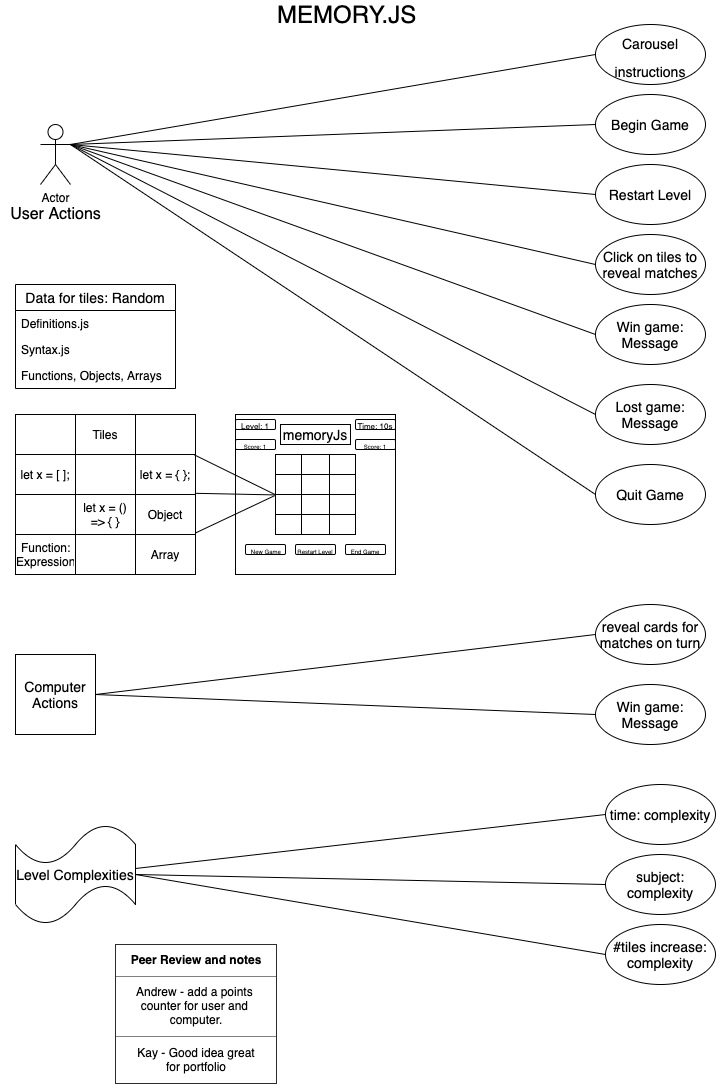 MEMORY.JS
Carousel
instructions
Begin Game
Restart Level
Click on tiles to
reveal matches
Win game:
Message
Lost game:
Message
Quit Game
Actor
User Actions
Data for tiles: Random
Definitions.js
Syntax.js
Functions, Objects, Arrays
Tiles
let x = [ ];
let x = { };
let x = ()
=> { }
Object
Function:
Expression
Array
Level: 1
Time: 10s
memoryJs
Score: 1
Score: 1
New Game
Restart Level
End Game
Computer
Actions
reveal cards for
matches on turn
Win game:
Message
Level Complexities
time: complexity
subject:
complexity
#tiles increase:
complexity
Peer Review and notes
Andrew - add a points
counter for user and
computer.
Kay - Good idea great
for portfolio